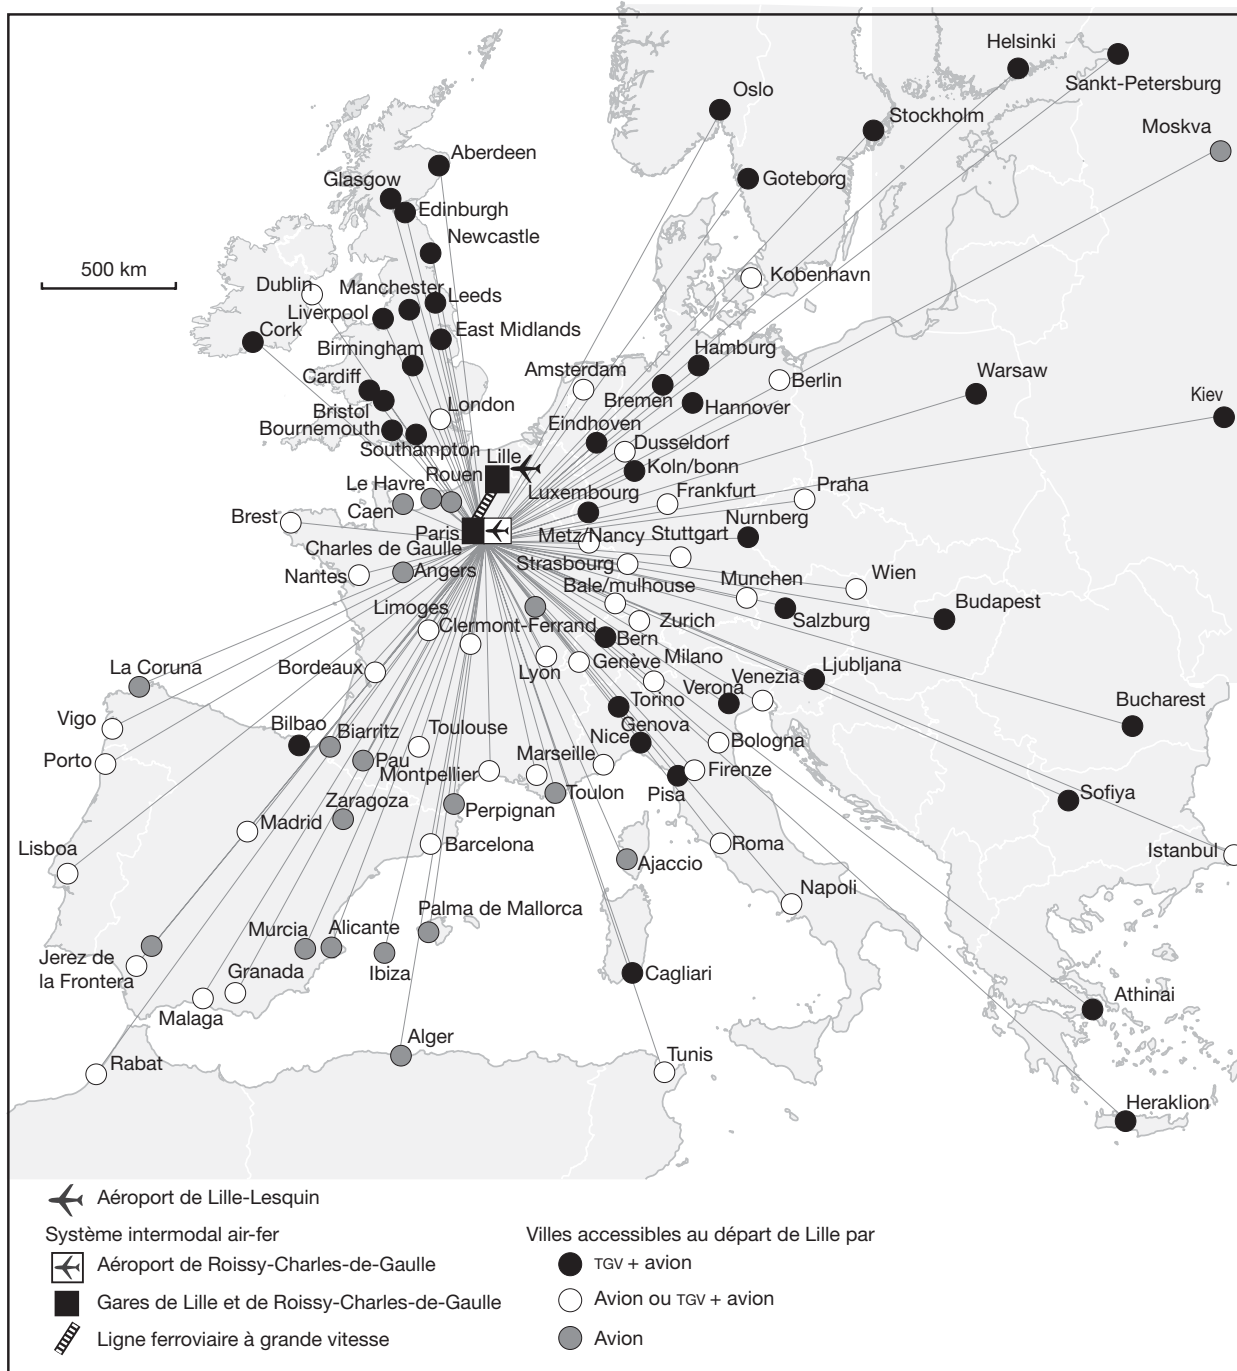 Helsinki
Sankt-Petersburg
Oslo
Stockholm
Moskva
Aberdeen
Glasgow
Goteborg
Edinburgh
Newcastle
500 km
Dublin
Manchester
Leeds
Kobenhavn
Liverpool
Cork
East Midlands
Birmingham
Hamburg
Amsterdam
Berlin
Warsaw
Cardiff
Bremen
Hannover
Kiev
Bristol
London
Bournemouth
Eindhoven
Southampton
Dusseldorf
Lille
Koln/bonn
Rouen
Le Havre
Luxembourg
Frankfurt
Praha
Caen
Brest
Paris
Charles de Gaulle
Metz/Nancy
Stuttgart
Nurnberg
Strasbourg
Nantes
Angers
Bale/mulhouse
Munchen
Wien
Limoges
Clermont-Ferrand
Zurich
Salzburg
Budapest
Bern
La Coruna
Bordeaux
Lyon
Genève
Milano
Ljubljana
Verona
Venezia
Torino
Bucharest
Vigo
Bilbao
Biarritz
Toulouse
Genova
Nice
Bologna
Porto
Pau
Marseille
Montpellier
Firenze
Zaragoza
Toulon
Pisa
Perpignan
Sofiya
Madrid
Lisboa
Barcelona
Roma
Istanbul
Ajaccio
Napoli
Palma de Mallorca
Murcia
Alicante
Jerez de
la Frontera
Granada
Ibiza
Cagliari
Athinai
Malaga
Alger
Rabat
Tunis
Heraklion
Aéroport de Lille-Lesquin
Système intermodal air-fer
Aéroport de Roissy-Charles-de-Gaulle
Gares de Lille et de Roissy-Charles-de-Gaulle
Ligne ferroviaire à grande vitesse
Villes accessibles au départ de Lille par
TGV + avion
Avion ou TGV + avion
Avion